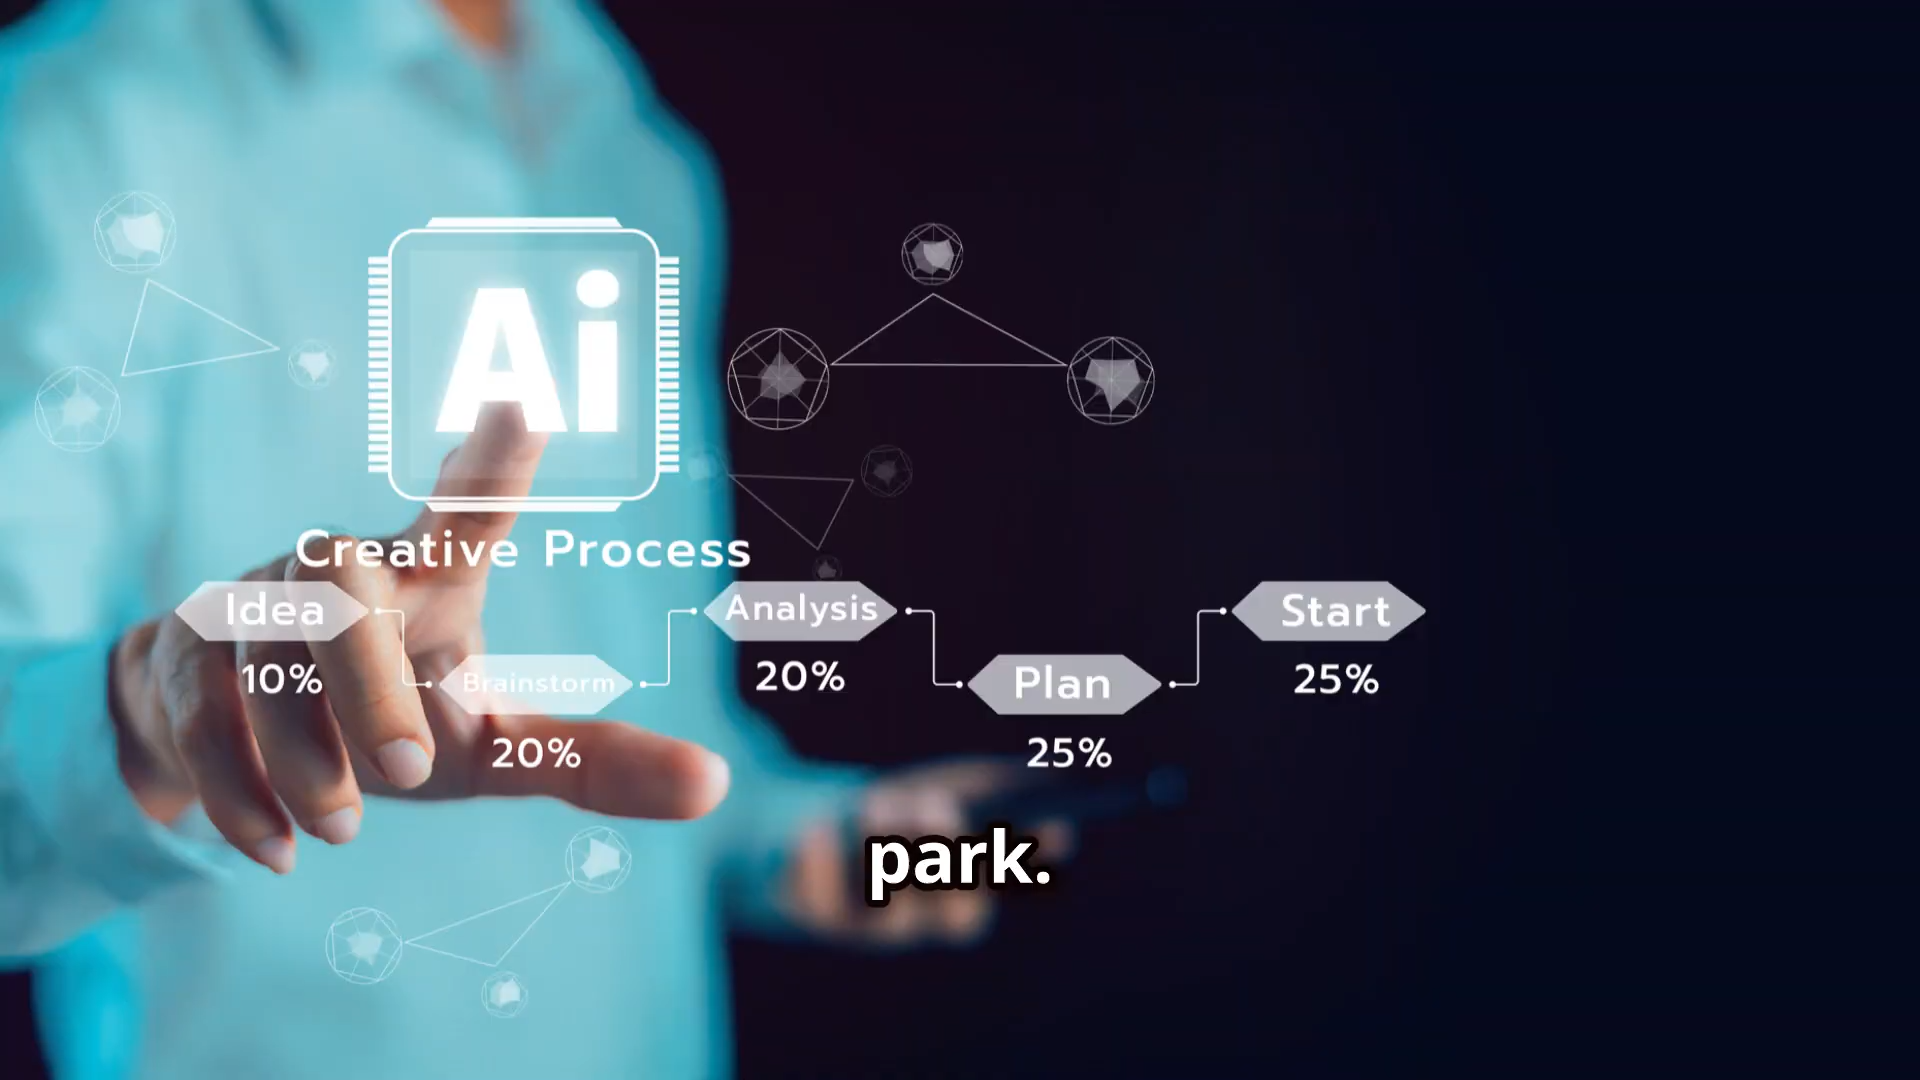 Ai
Creative Process
Idea
10%
Brainstorm
20%
Analysis
20%
Plan
25%
Start
25%
park.